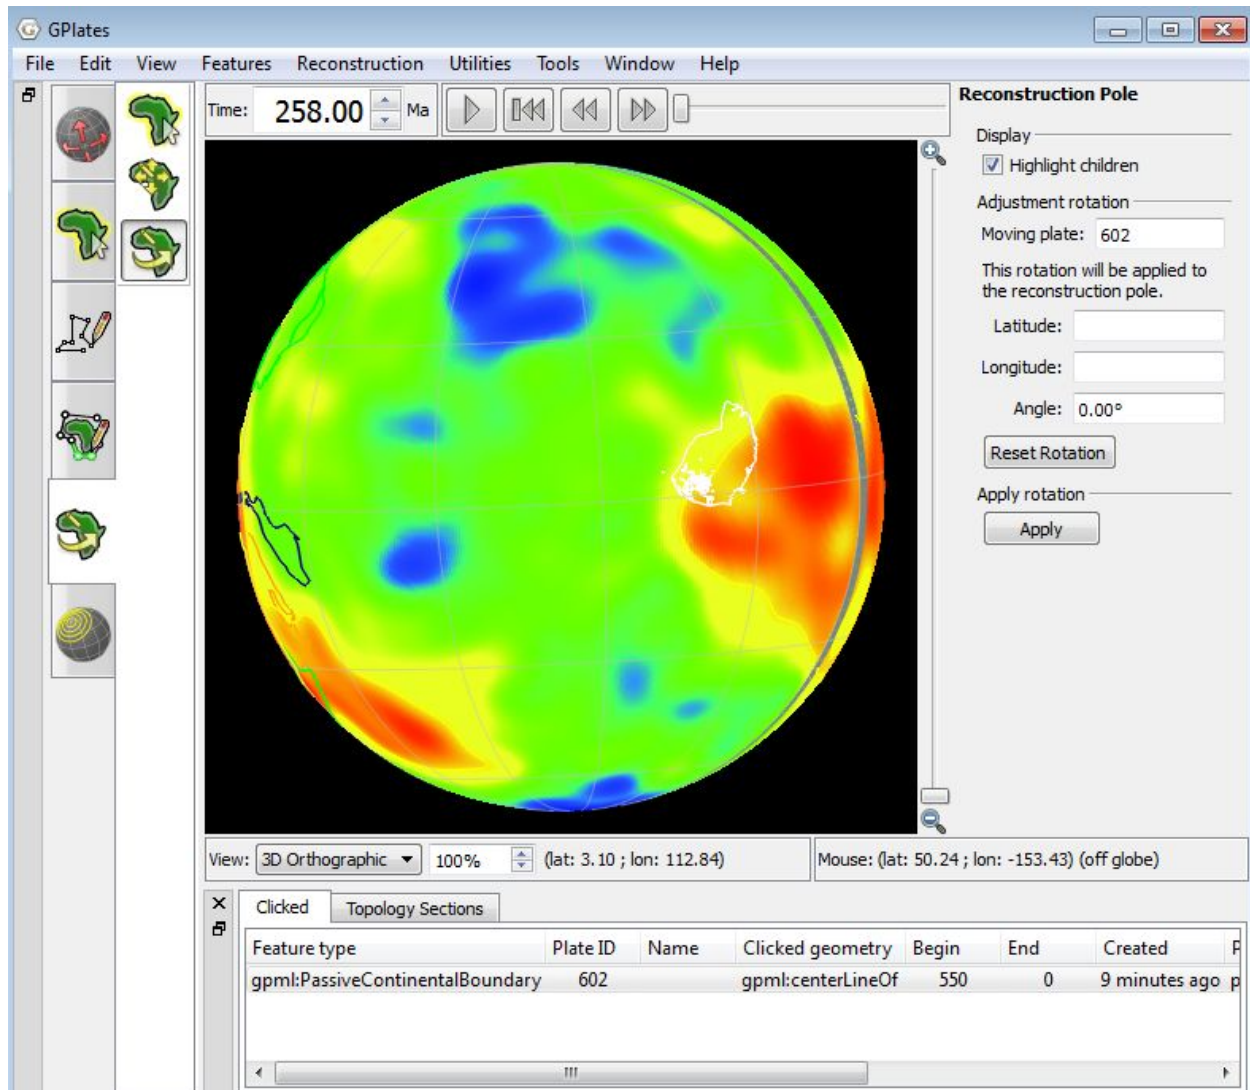 GPlates
File Edit View Features Reconstruction Utilities Tools Window Help
Time: 258.00 Ma
Reconstruction Pole
Display
Highlight children
Adjustment rotation
Moving plate: 602
This rotation will be applied to
the reconstruction pole.
Latitude:
Longitude:
Angle: 0.00°
Reset Rotation
Apply rotation
Apply
View: 3D Orthographic 100% (lat: 3.10 ; lon: 112.84) Mouse: (lat: 50.24 ; lon: -153.43) (off globe)
Clicked Topology Sections
Feature type Plate ID Name Clicked geometry Begin End Created P
gpml:PassiveContinentalBoundary 602 gpml:centerLineOf 550 0 9 minutes ago p